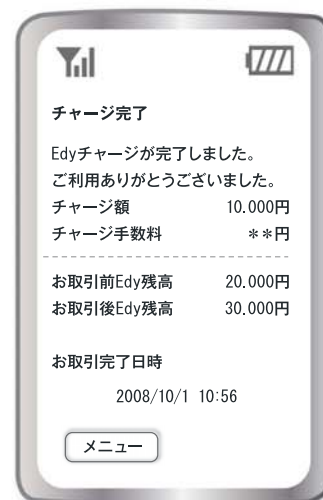 チャージ完了
Edyチャージが完了しました。
ご利用ありがとうございました。
チャージ額 10.000円
チャージ手数料 **円
お取引前Edy残高 20.000円
お取引後Edy残高 30.000円
お取引完了日時
2008/10/1 10:56
メニュー